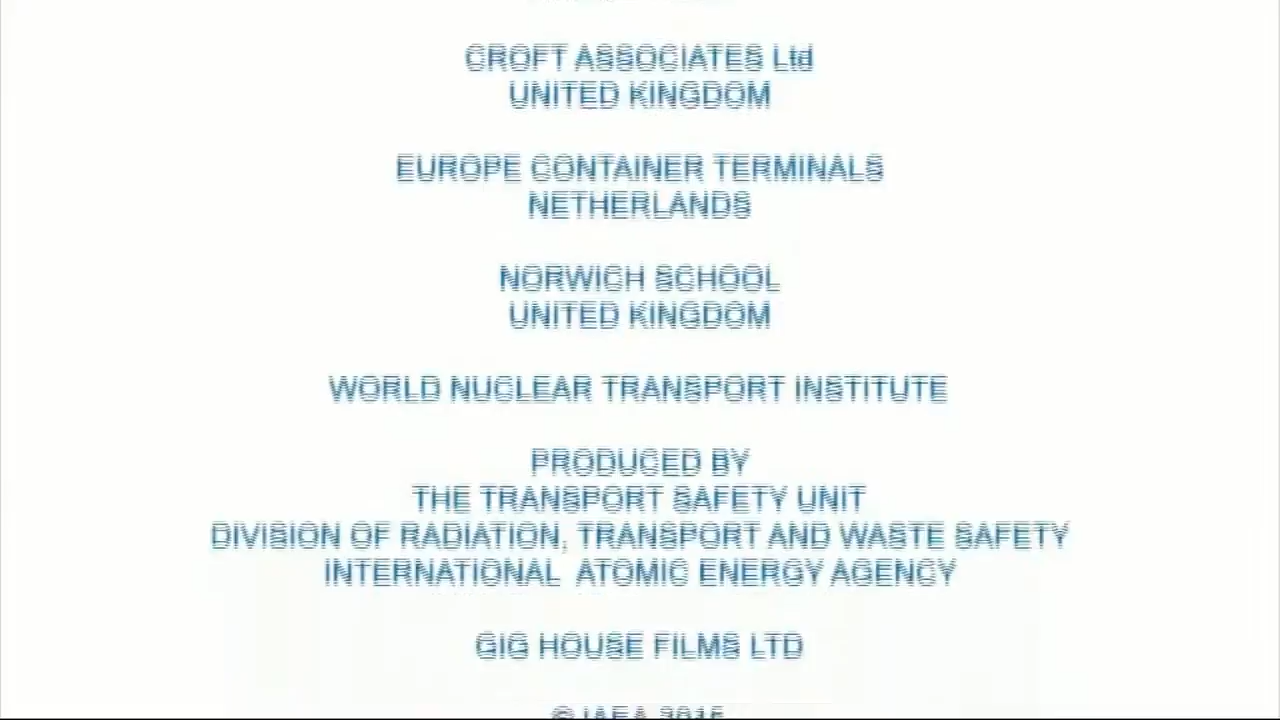 CROFT ASSOCIATES Ltd
UNITED KINGDOM
EUROPE CONTAINER TERMINALS
NETHERLANDS
NORWICH SCHOOL
UNITED KINGDOM
WORLD NUCLEAR TRANSPORT INSTITUTE
PRODUCED BY
THE TRANSPORT SAFETY UNIT
DIVISION OF RADIATION, TRANSPORT AND WASTE SAFETY
INTERNATIONAL ATOMIC ENERGY AGENCY
GIG HOUSE FILMS LTD
© IAEA